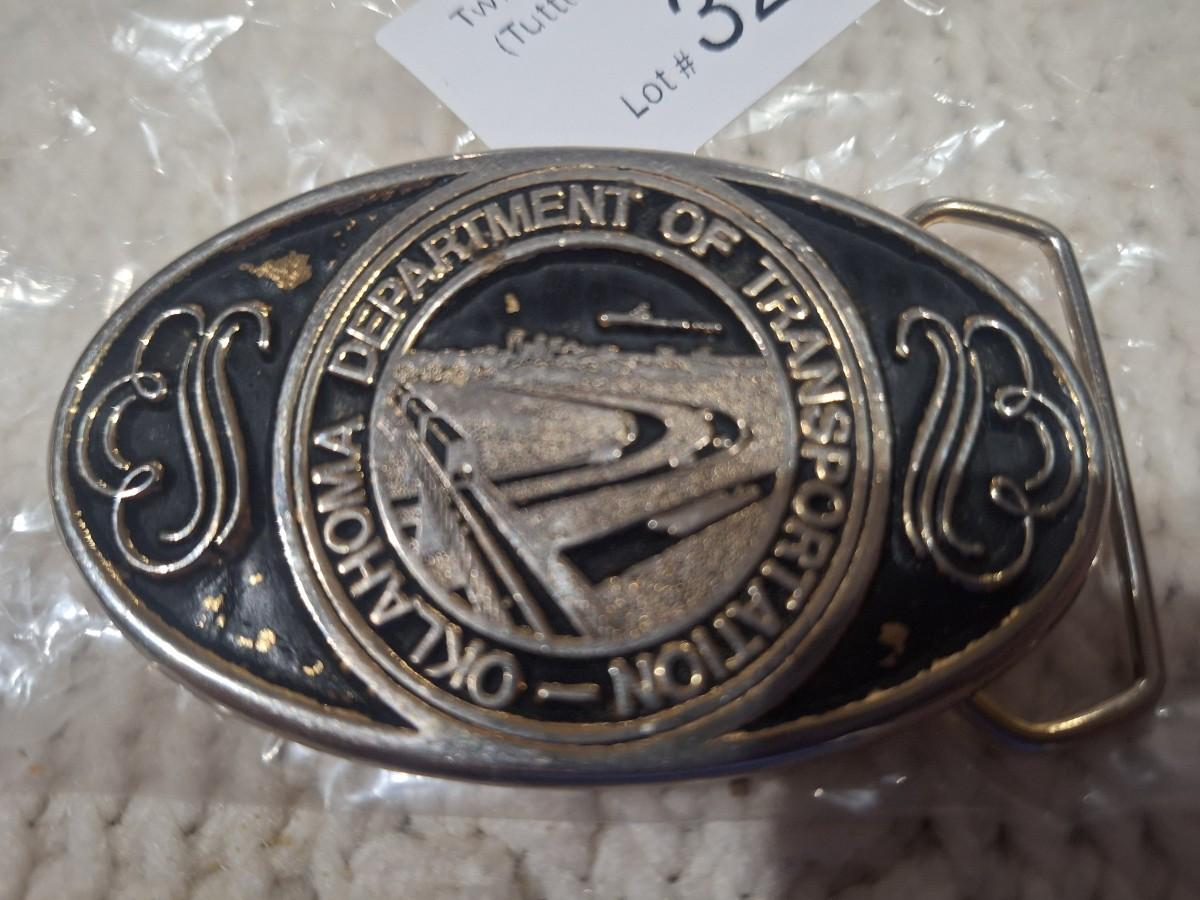 Lot #
OKLAHOMA DEPARTMENT OF TRANSPORTATION —